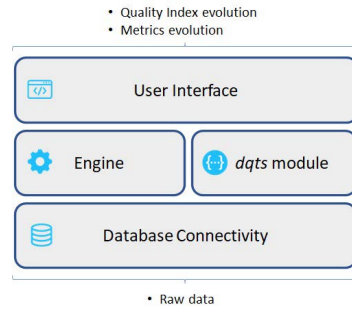 • Quality Index evolution
• Metrics evolution
</> User Interface
Engine
{···} dqts module
Database Connectivity
• Raw data